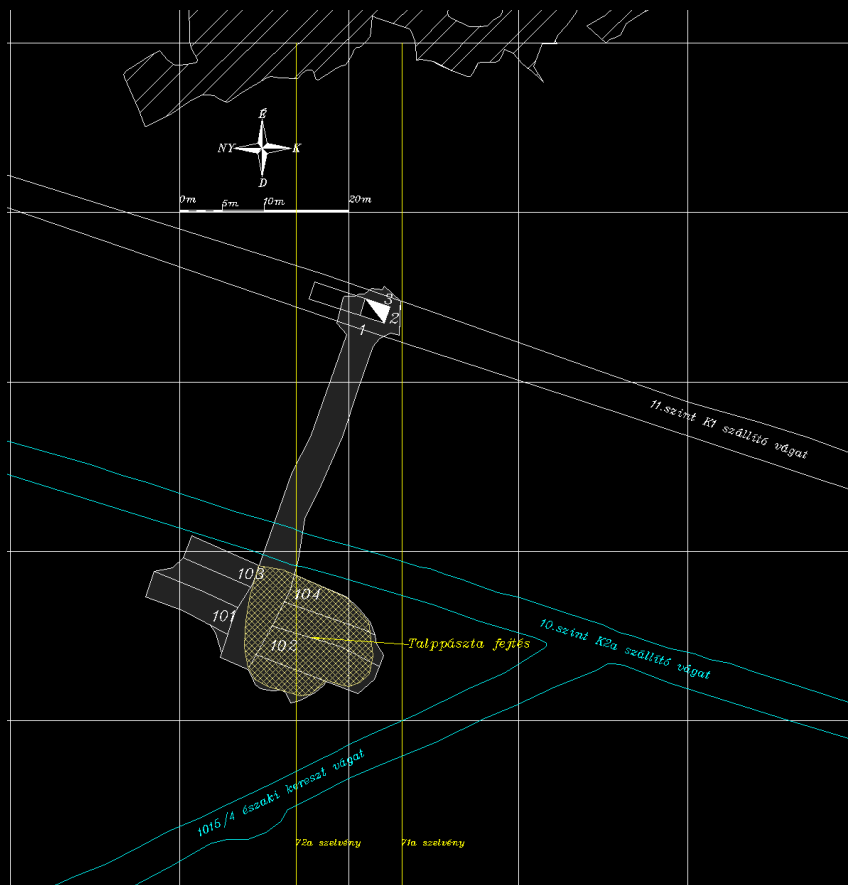 É
NY K
D
0m 5m 10m 20m
3
2
1
11.szint K1 szállító vágat
103
104
101
102
Talppászta fejtés
10.szint K2a szállító vágat
1015/4 északi kereszt vágat
72a szelvény 71a szelvény